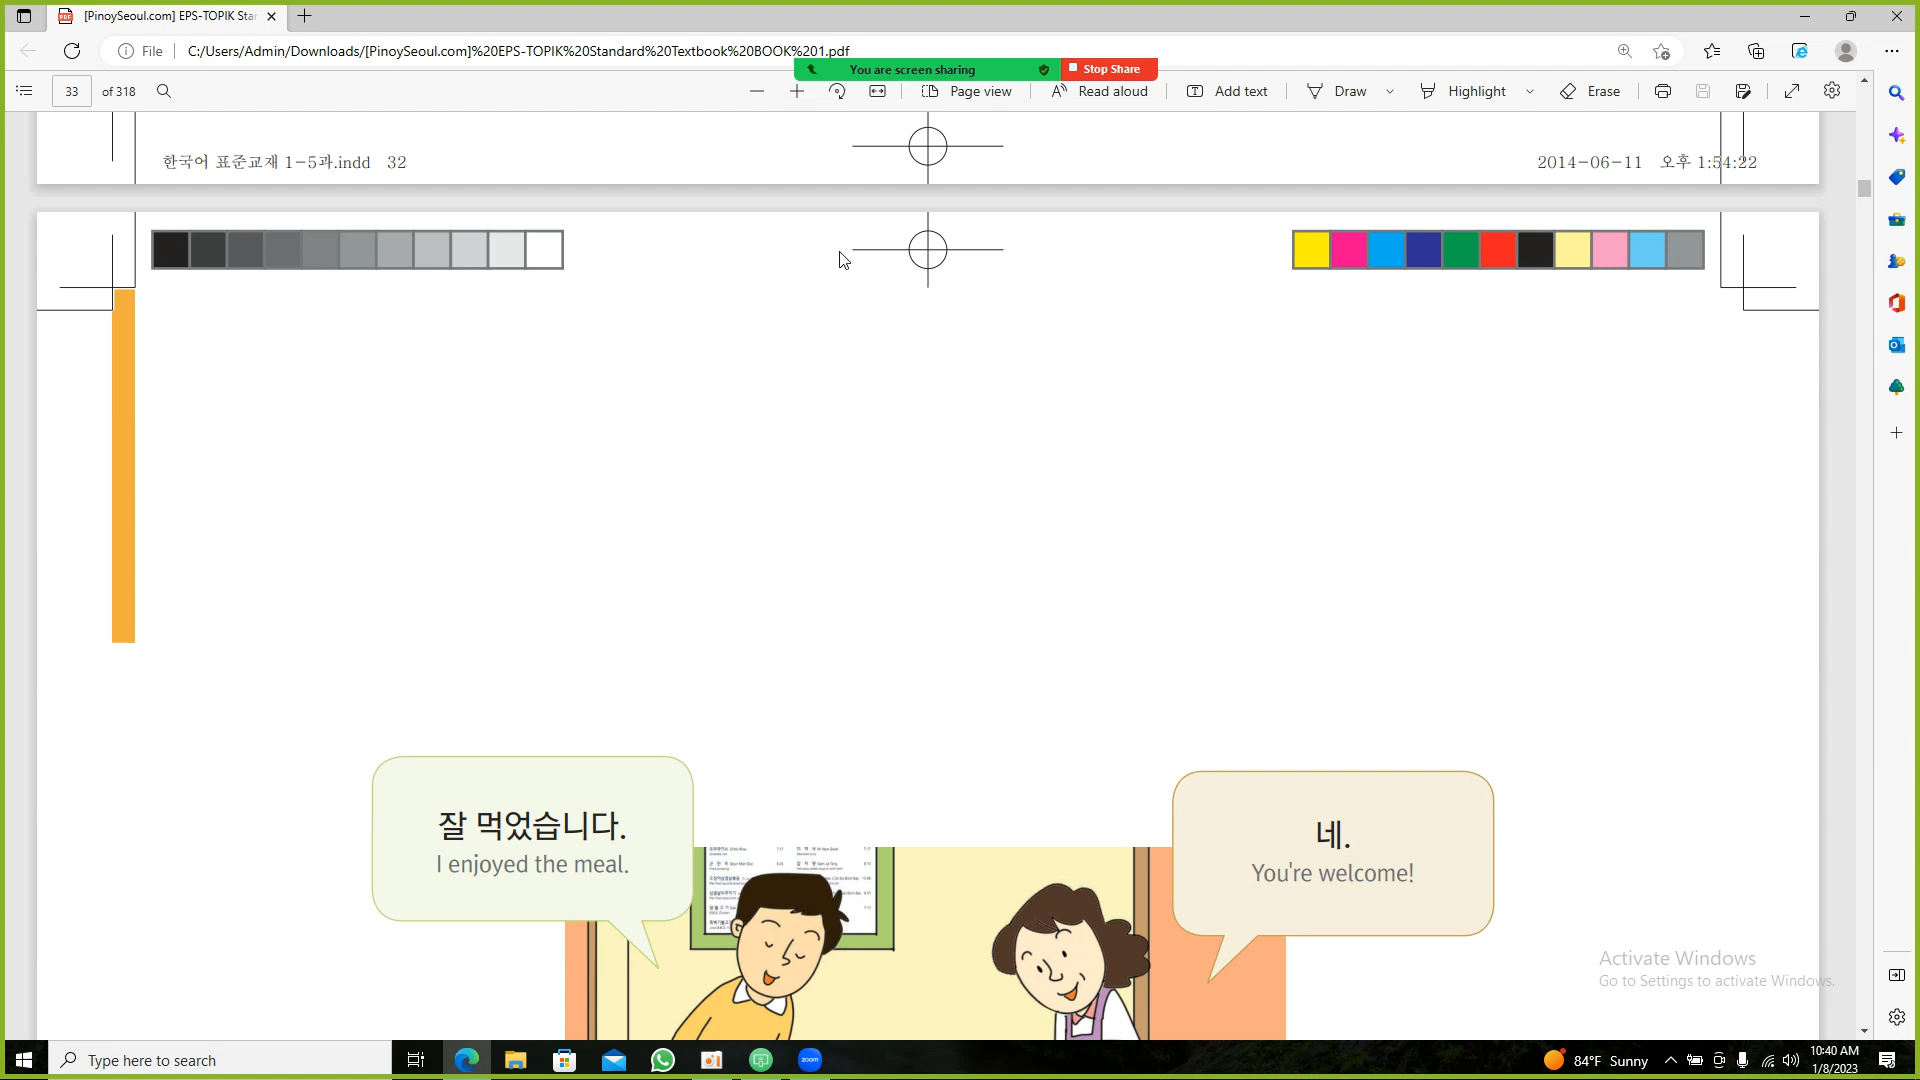 [PinoySeoul.com] EPS-TOPIK Sta
File
C:/Users/Admin/Downloads/[PinoySeoul.com]%20EPS-TOPIK%20Standard%20Textbook%20BOOK%201.pdf
You are screen sharing
Stop Share
33 of 318
Page view
Read aloud
Add text
Draw
Highlight
Erase
한국어 표준교재 1-5과.indd 32
2014-06-11 오후 1:54:22
잘 먹었습니다.
I enjoyed the meal.
네.
You're welcome!
Activate Windows
Go to Settings to activate Windows.
Type here to search
zoom
84°F Sunny
10:40 AM
1/8/2023